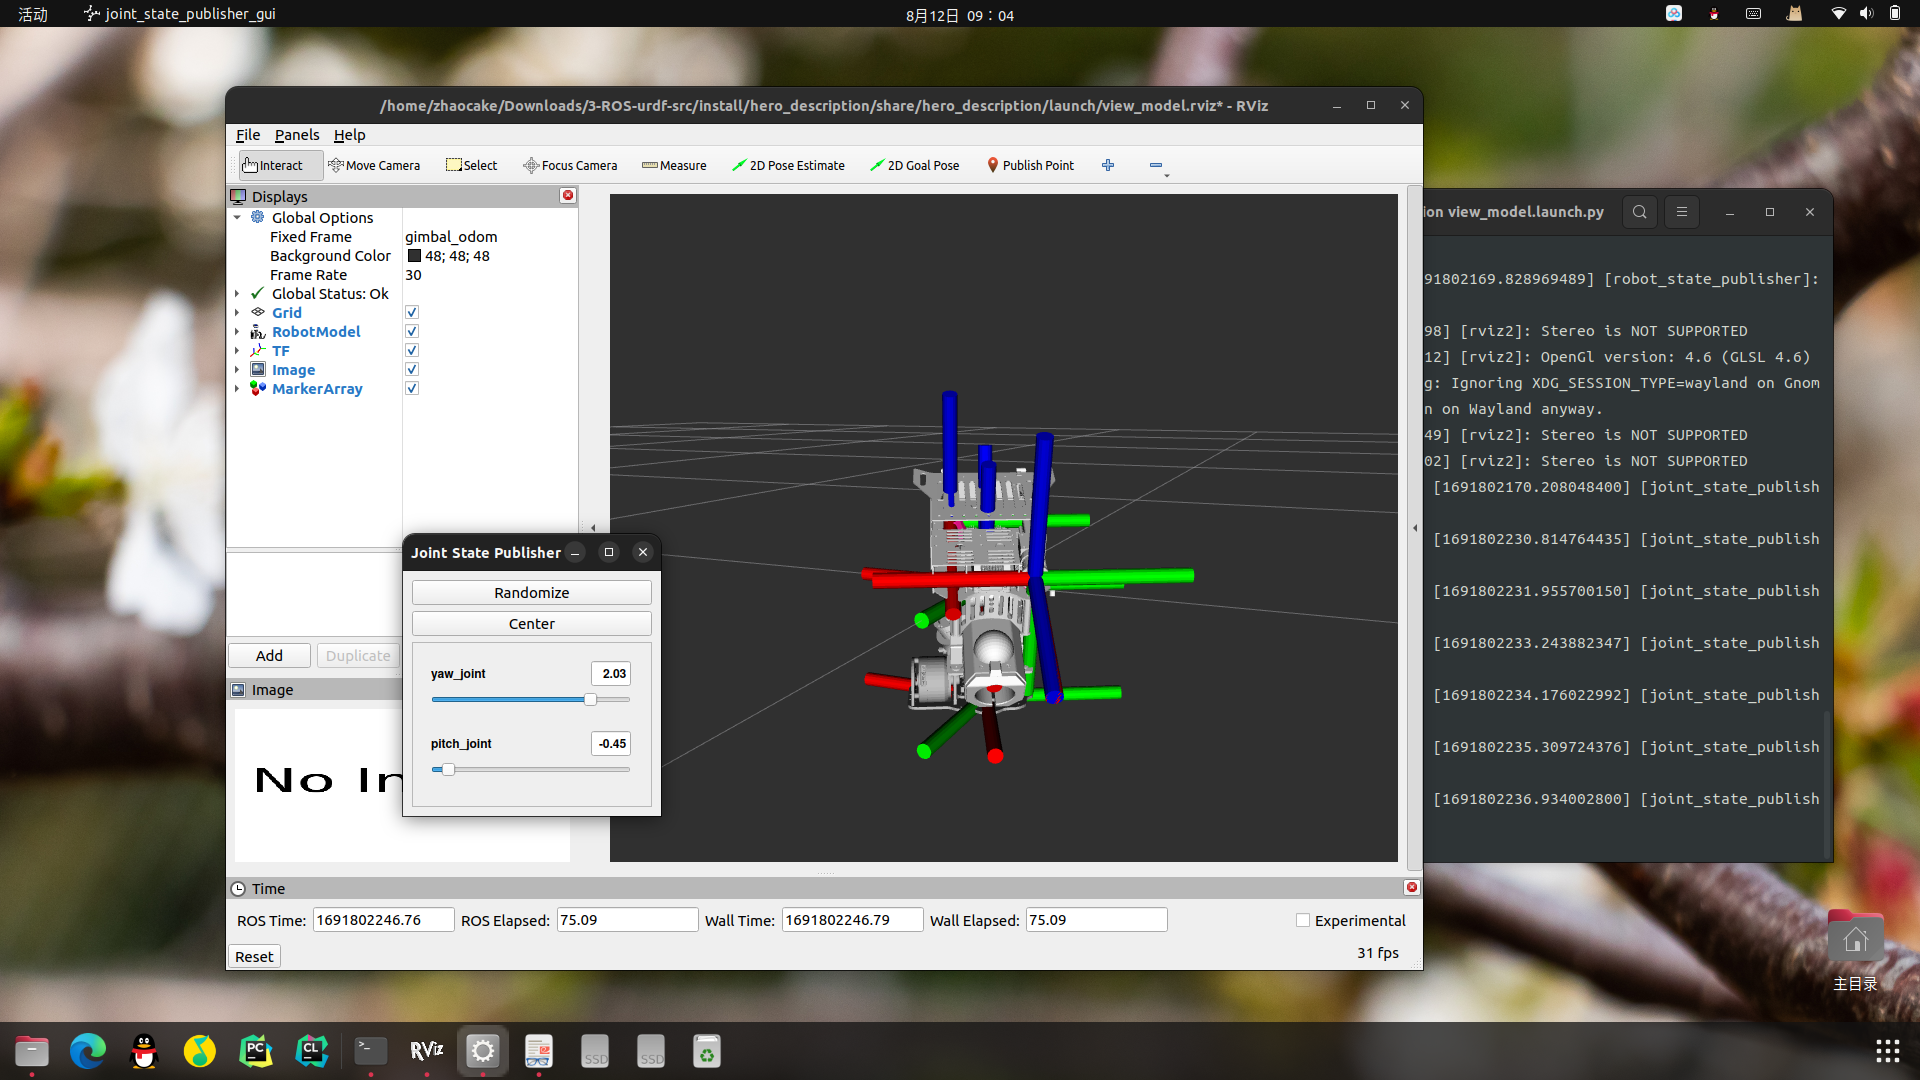 活动
joint_state_publisher_gui
8月12日 09：04
/home/zhaocake/Downloads/3-ROS-urdf-src/install/hero_description/share/hero_description/launch/view_model.rviz* - RViz
File Panels Help
Interact Move Camera Select Focus Camera Measure 2D Pose Estimate 2D Goal Pose Publish Point
Displays
Global Options
Fixed Frame gimbal_odom
Background Color 48; 48; 48
Frame Rate 30
Global Status: Ok
Grid
RobotModel
TF
Image
MarkerArray
Add Duplicate
Image
No Im
Joint State Publisher
Randomize
Center
yaw_joint 2.03
pitch_joint -0.45
Time
ROS Time: 1691802246.76 ROS Elapsed: 75.09 Wall Time: 1691802246.79 Wall Elapsed: 75.09 Experimental
Reset
31 fps
ion view_model.launch.py
91802169.828969489] [robot_state_publisher]:
98] [rviz2]: Stereo is NOT SUPPORTED
12] [rviz2]: OpenGl version: 4.6 (GLSL 4.6)
g: Ignoring XDG_SESSION_TYPE=wayland on Gnom
n on Wayland anyway.
49] [rviz2]: Stereo is NOT SUPPORTED
02] [rviz2]: Stereo is NOT SUPPORTED
[1691802170.208048400] [joint_state_publish
[1691802230.814764435] [joint_state_publish
[1691802231.955700150] [joint_state_publish
[1691802233.243882347] [joint_state_publish
[1691802234.176022992] [joint_state_publish
[1691802235.309724376] [joint_state_publish
[1691802236.934002800] [joint_state_publish
主目录
PC
CL
RViz
SSD
SSD